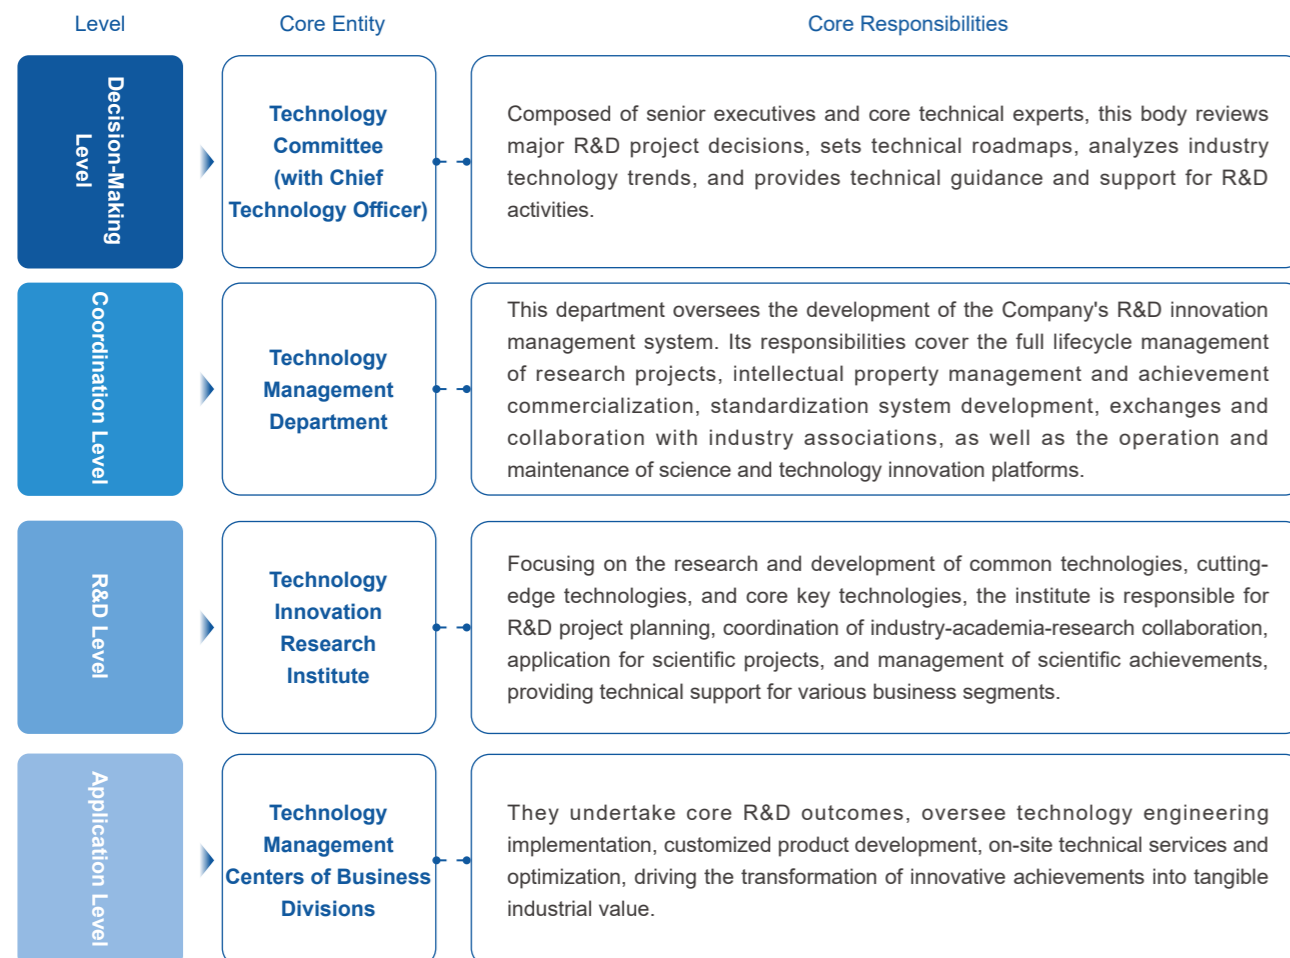 Level
Core Entity
Core Responsibilities
Decision-Making
Level
Technology
Committee
(with Chief
Technology Officer)
Composed of senior executives and core technical experts, this body reviews
major R&D project decisions, sets technical roadmaps, analyzes industry
technology trends, and provides technical guidance and support for R&D
activities.
Coordination Level
Technology
Management
Department
This department oversees the development of the Company's R&D innovation
management system. Its responsibilities cover the full lifecycle management
of research projects, intellectual property management and achievement
commercialization, standardization system development, exchanges and
collaboration with industry associations, as well as the operation and
maintenance of science and technology innovation platforms.
R&D Level
Technology
Innovation
Research
Institute
Focusing on the research and development of common technologies, cutting-
edge technologies, and core key technologies, the institute is responsible for
R&D project planning, coordination of industry-academia-research collaboration,
application for scientific projects, and management of scientific achievements,
providing technical support for various business segments.
Application Level
Technology
Management
Centers of Business
Divisions
They undertake core R&D outcomes, oversee technology engineering
implementation, customized product development, on-site technical services and
optimization, driving the transformation of innovative achievements into tangible
industrial value.